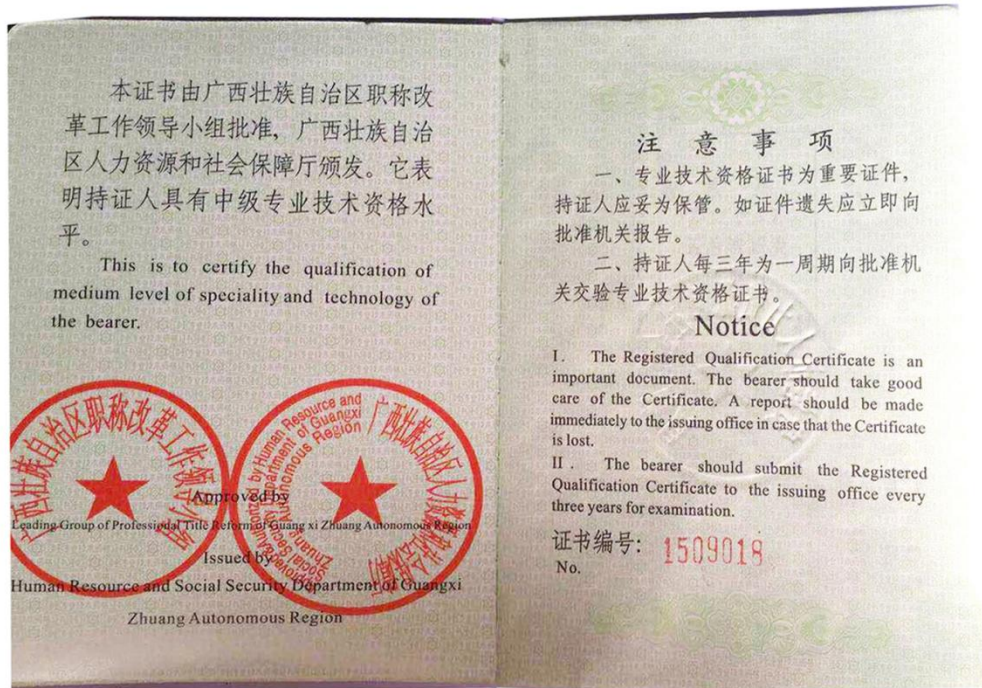 本证书由广西壮族自治区职称改
革工作领导小组批准，广西壮族自治
区人力资源和社会保障厅颁发。它表
明持证人具有中级专业技术资格水
平。
This is to certify the qualification of
medium level of speciality and technology of
the bearer.
广西壮族自治区职称改革工作领导小组
广西壮族自治区人力资源和社会保障厅
Approved by
Leading Group of Professional Title Reform of Guang xi Zhuang Autonomous Region
Issued by
Human Resource and Social Security Department of Guangxi
Zhuang Autonomous Region
注意事项
一、专业技术资格证书为重要证件，
持证人应妥为保管。如证件遗失应立即向
批准机关报告。
二、持证人每三年为一周期向批准机
关交验专业技术资格证书。
Notice
I. The Registered Qualification Certificate is an
important document. The bearer should take good
care of the Certificate. A report should be made
immediately to the issuing office in case that the Certificate
is lost.
II. The bearer should submit the Registered
Qualification Certificate to the issuing office every
three years for examination.
证书编号： 1509018
No.